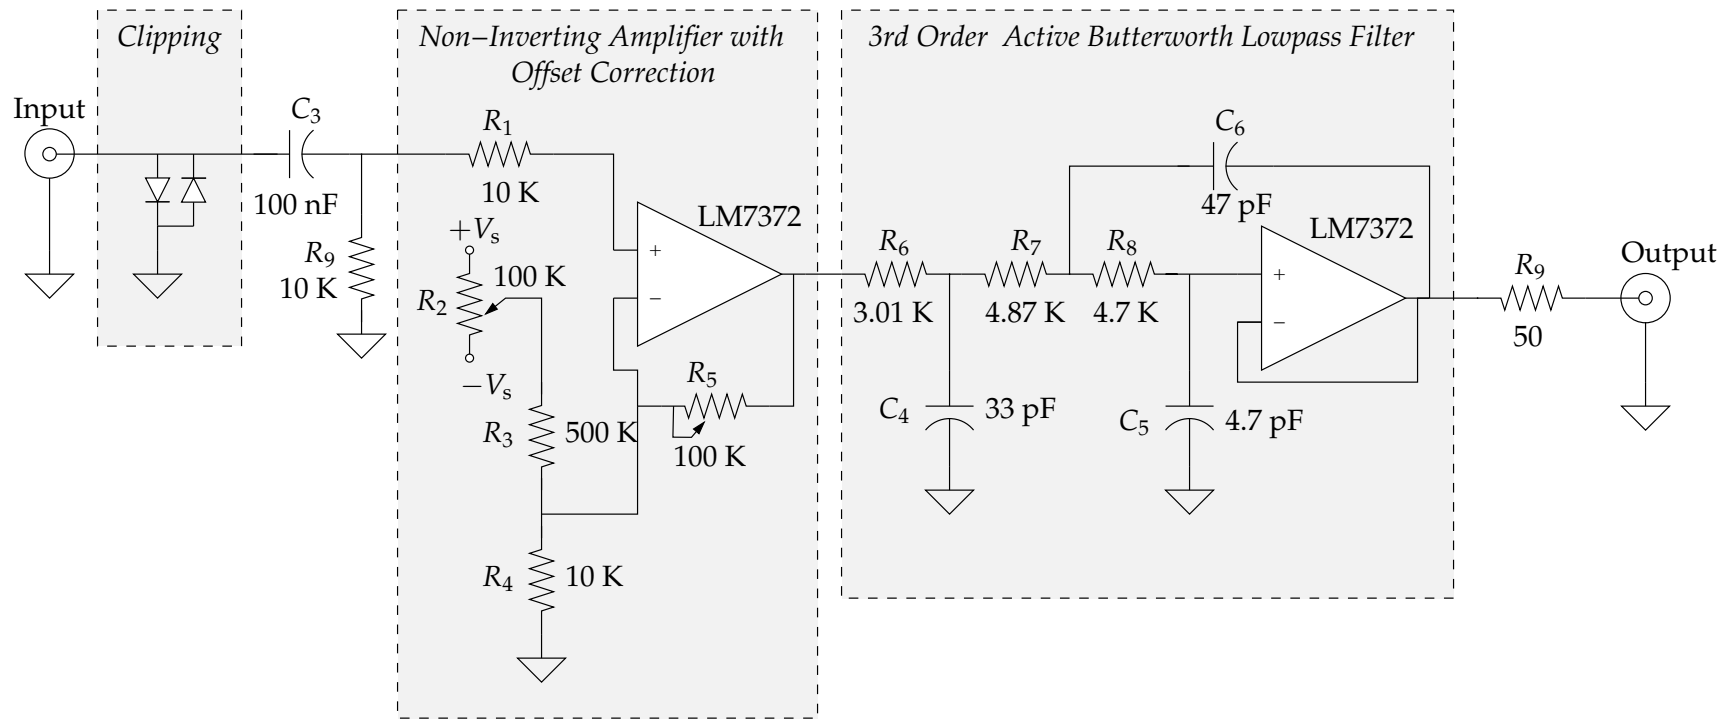 Clipping
Non−Inverting Amplifier with
Offset Correction
3rd Order Active Butterworth Lowpass Filter
Input
C3
100 nF
R9
10 K
R1
10 K
+Vs
R2
100 K
−Vs
R3
500 K
R4
10 K
+
−
LM7372
R5
100 K
R6
3.01 K
R7
4.87 K
R8
4.7 K
C4
33 pF
C5
4.7 pF
C6
47 pF
LM7372
+
−
R9
50
Output